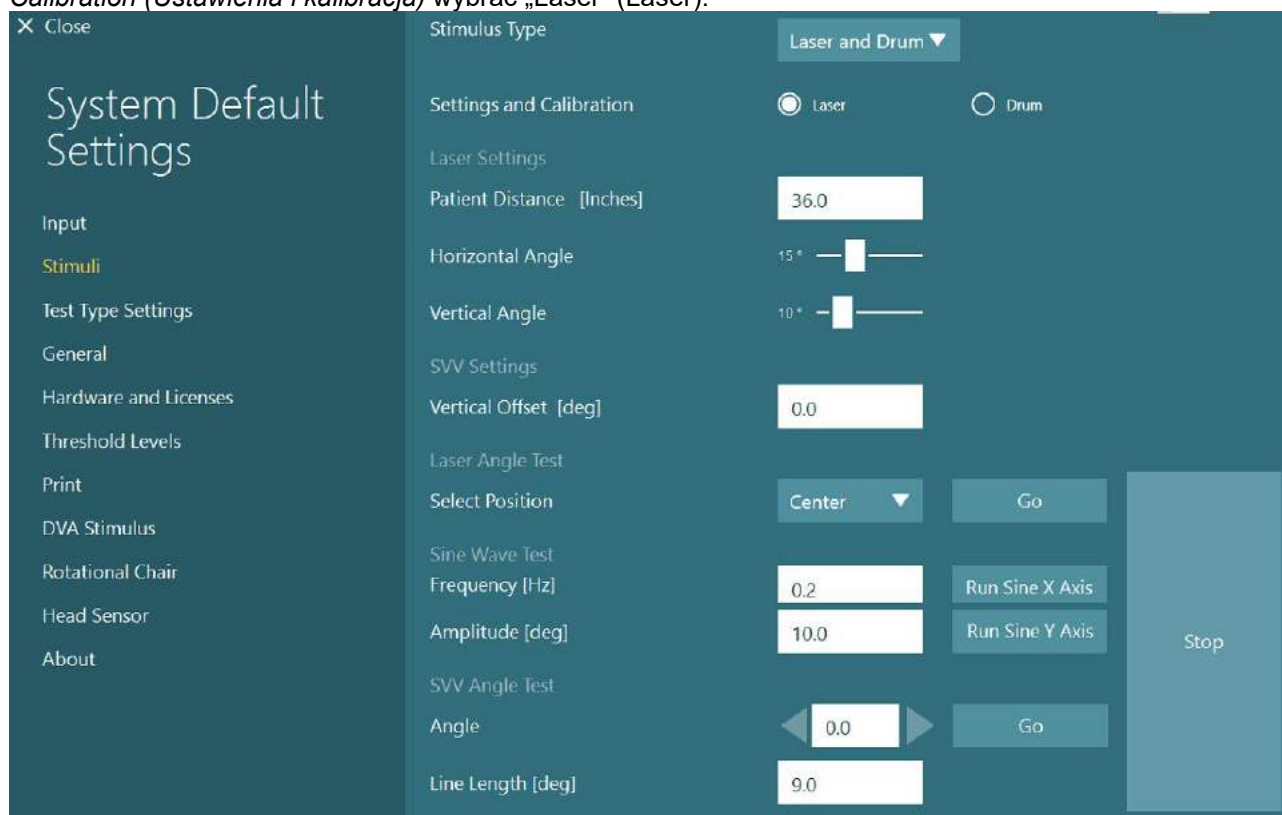 Calibration (Ustawienia i kalibracja) wybrać „Laser" (Laser).
X Close
System Default
Settings
Input
Stimuli
Test Type Settings
General
Hardware and Licenses
Threshold Levels
Print
DVA Stimulus
Rotational Chair
Head Sensor
About
Stimulus Type Laser and Drum
Settings and Calibration Laser Drum
Laser Settings
Patient Distance [Inches] 36.0
Horizontal Angle 15°
Vertical Angle 10°
SVV Settings
Vertical Offset [deg] 0.0
Laser Angle Test
Select Position Center Go
Sine Wave Test
Frequency [Hz] 0.2 Run Sine X Axis
Amplitude [deg] 10.0 Run Sine Y Axis
Stop
SVV Angle Test
Angle 0.0 Go
Line Length [deg] 9.0